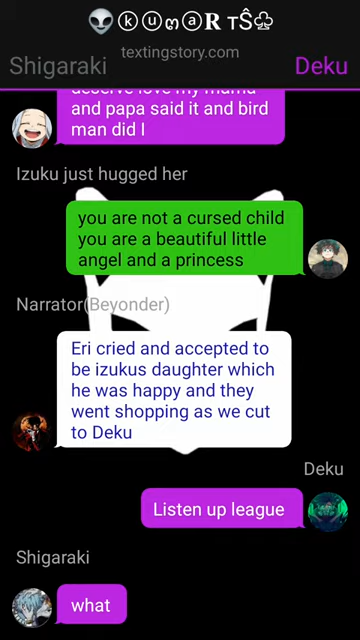 👽ⓀⓤოⓐR TŜ♧
textingstory.com
Shigaraki
Deku
deserve love my mama
and papa said it and bird
man did I
Izuku just hugged her
you are not a cursed child
you are a beautiful little
angel and a princess
Narrator(Beyonder)
Eri cried and accepted to
be izukus daughter which
he was happy and they
went shopping as we cut
to Deku
Deku
Listen up league
Shigaraki
what